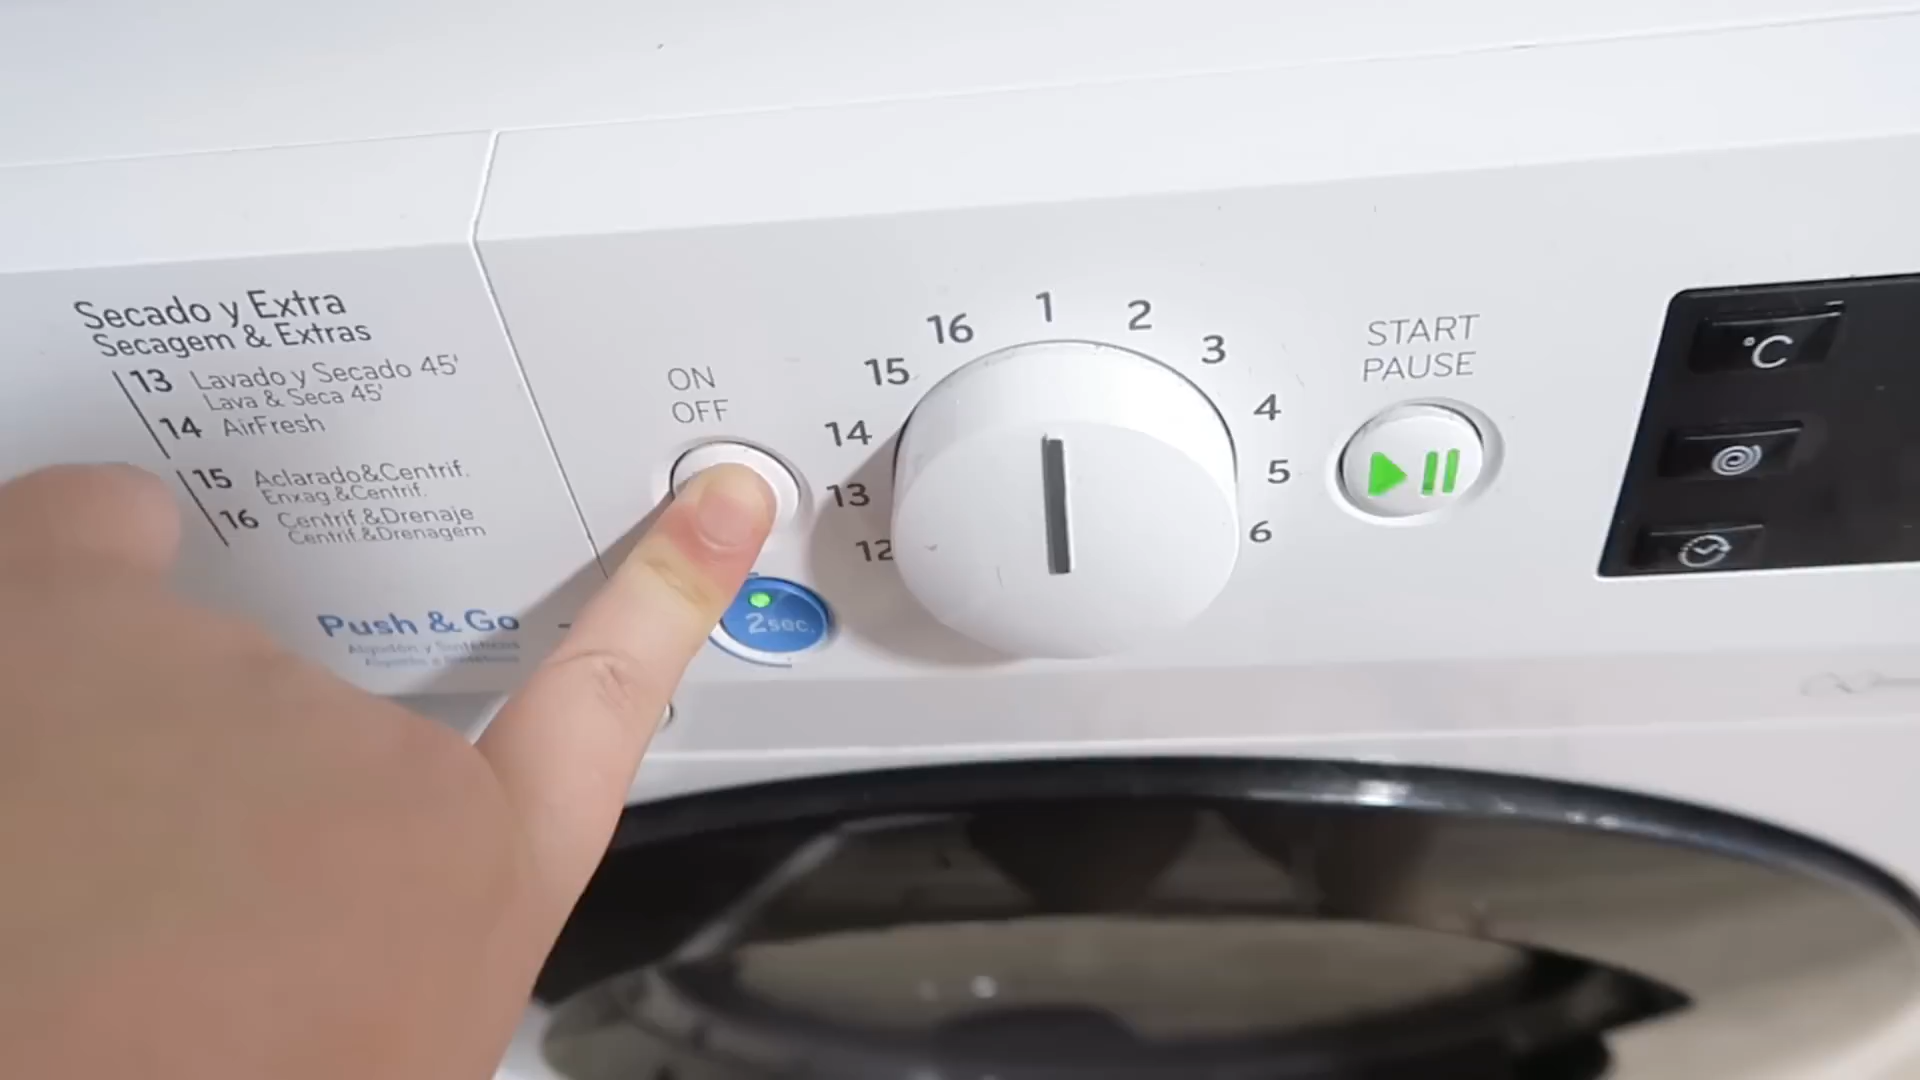 Secado y Extra
Secagem & Extras
13 Lavado y Secado 45'
Lava & Seca 45'
14 AirFresh
15 Aclarado&Centrif.
Enxag.&Centrif.
16 Centrif.&Drenaje
Centrif.&Drenagem
Push & Go
Algodón y Sintéticos
ON
OFF
2sec.
1
2
3
4
5
6
12
13
14
15
16
START
PAUSE
°C